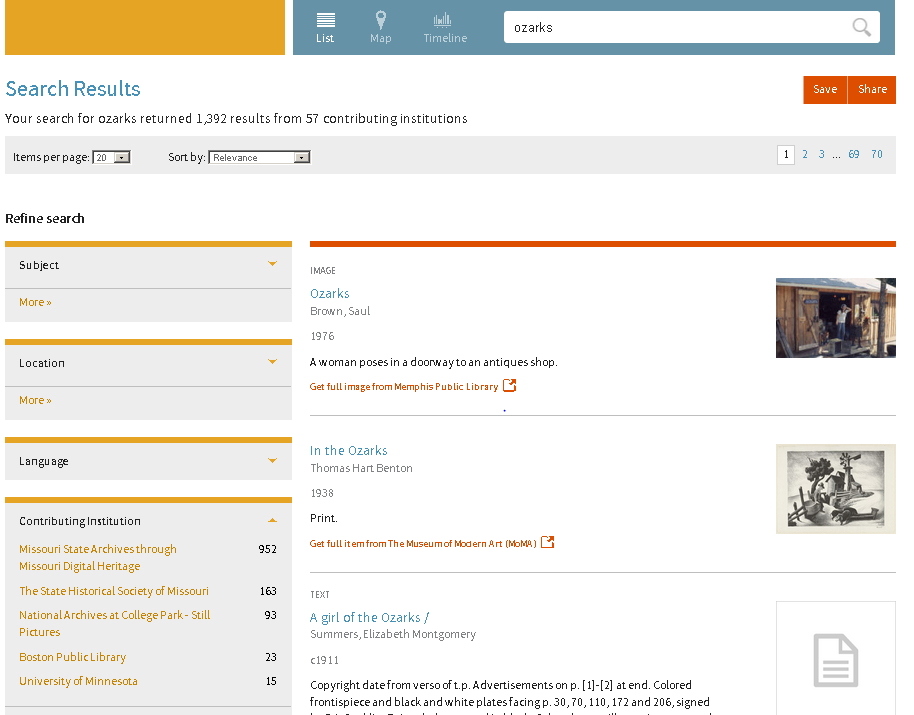 List
Map
Timeline
ozarks
Search Results
Save
Share
Your search for ozarks returned 1,392 results from 57 contributing institutions
Items per page: 20
Sort by: Relevance
1 2 3 ... 69 70
Refine search
Subject
More »
Location
More »
Language
Contributing Institution
Missouri State Archives through 952
Missouri Digital Heritage
The State Historical Society of Missouri 163
National Archives at College Park - Still 93
Pictures
Boston Public Library 23
University of Minnesota 15
IMAGE
Ozarks
Brown, Saul
1976
A woman poses in a doorway to an antiques shop.
Get full image from Memphis Public Library
In the Ozarks
Thomas Hart Benton
1938
Print.
Get full item from The Museum of Modern Art (MoMA)
TEXT
A girl of the Ozarks /
Summers, Elizabeth Montgomery
c1911
Copyright date from verso of t.p. Advertisements on p. [1]-[2] at end. Colored
frontispiece and black and white plates facing p. 30, 70, 110, 172 and 206, signed